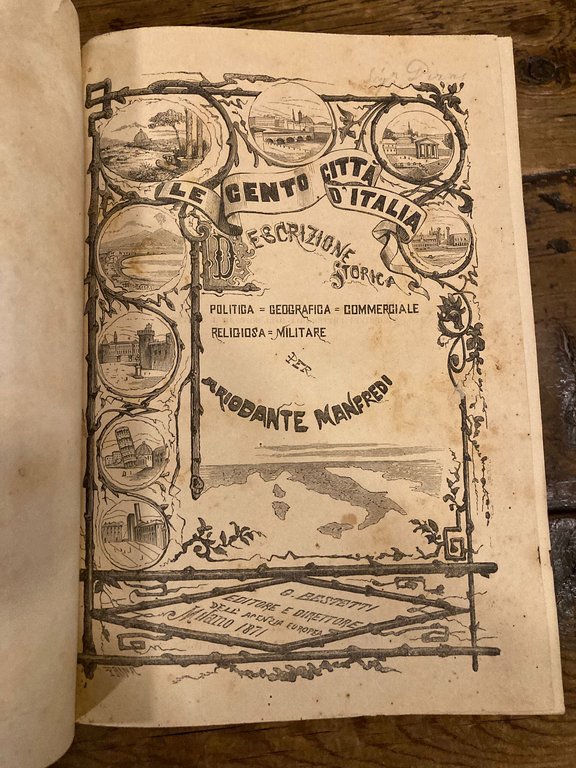 LE CENTO CITTÀ D'ITALIA
DESCRIZIONE
STORICA
POLITICA = GEOGRAFICA = COMMERCIALE
RELIGIOSA = MILITARE
PER
ARIODANTE MANFREDI
G. BESTETTI
EDITORE E DIRETTORE
DELL' AGENZIA EUROPEA
MILANO 1871